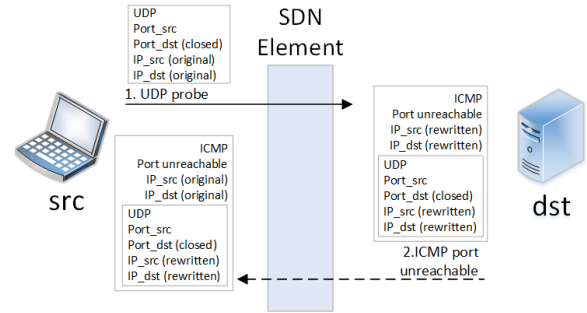 UDP
Port_src
Port_dst (closed)
IP_src (original)
IP_dst (original)
1. UDP probe
SDN
Element
ICMP
Port unreachable
IP_src (rewritten)
IP_dst (rewritten)
UDP
Port_src
Port_dst (closed)
IP_src (rewritten)
IP_dst (rewritten)
2.ICMP port
unreachable
ICMP
Port unreachable
IP_src (original)
IP_dst (original)
UDP
Port_src
Port_dst (closed)
IP_src (rewritten)
IP_dst (rewritten)
src
dst